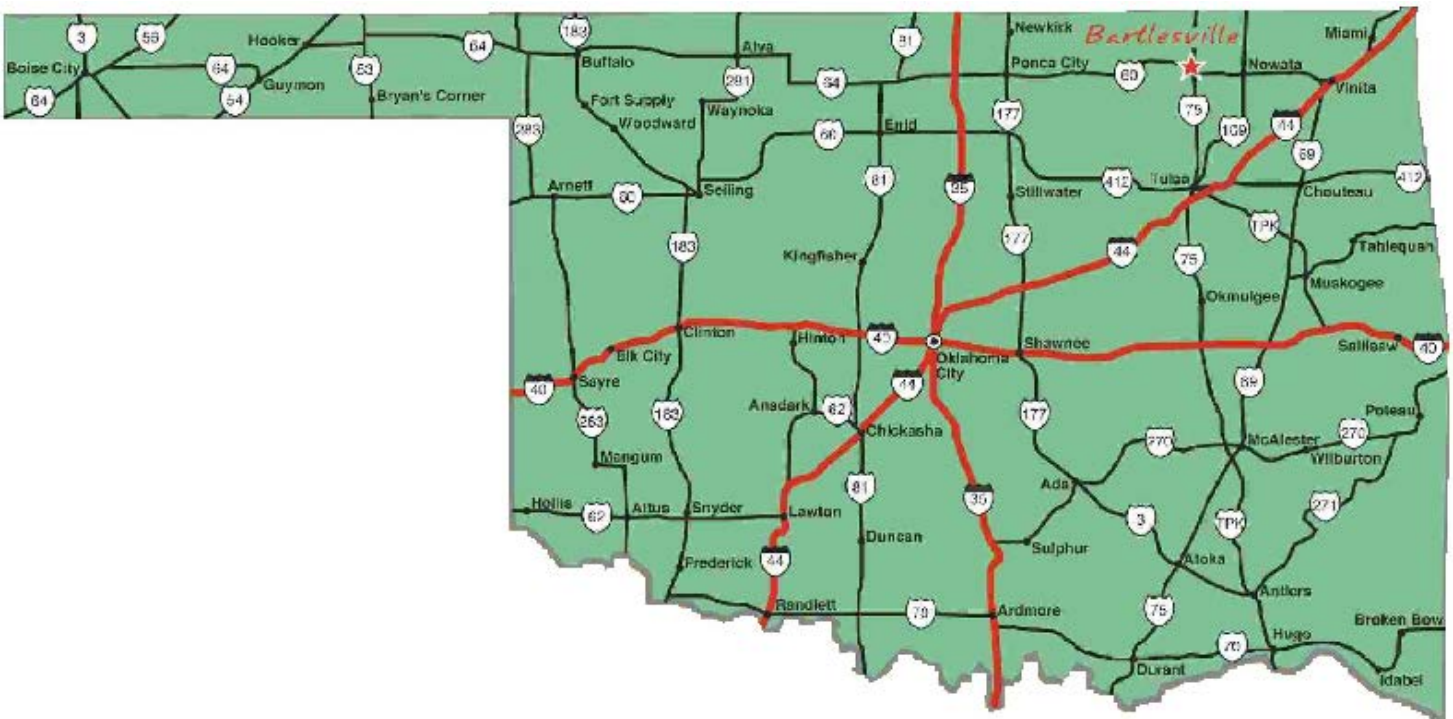 3
56
Hooker
64
183
Alva
81
Newkirk
Bartlesville
Miami
Boise City
64
53
Buffalo
Ponca City
60
Nowata
Guymon
281
64
Vinita
64
54
Bryan's Corner
Fort Supply
Waynoka
177
75
169
44
283
Woodward
60
Enid
69
Arnett
Seiling
81
35
Stillwater
412
Tulsa
Chouteau
412
60
183
177
44
TPK
Tahlequah
Kingfisher
75
Muskogee
Okmulgee
Clinton
Hinton
40
Shawnee
Sallisaw
40
Elk City
Oklahoma
City
40
Sayre
44
69
283
183
Anadark
62
177
Poteau
Chickasha
270
McAlester
270
Mangum
Wilburton
81
35
Ada
Hollis
62
Altus
Snyder
Lawton
3
TPK
271
Duncan
Sulphur
Frederick
44
Atoka
Antlers
Randlett
70
Ardmore
75
Broken Bow
70
Hugo
Durant
Idabel